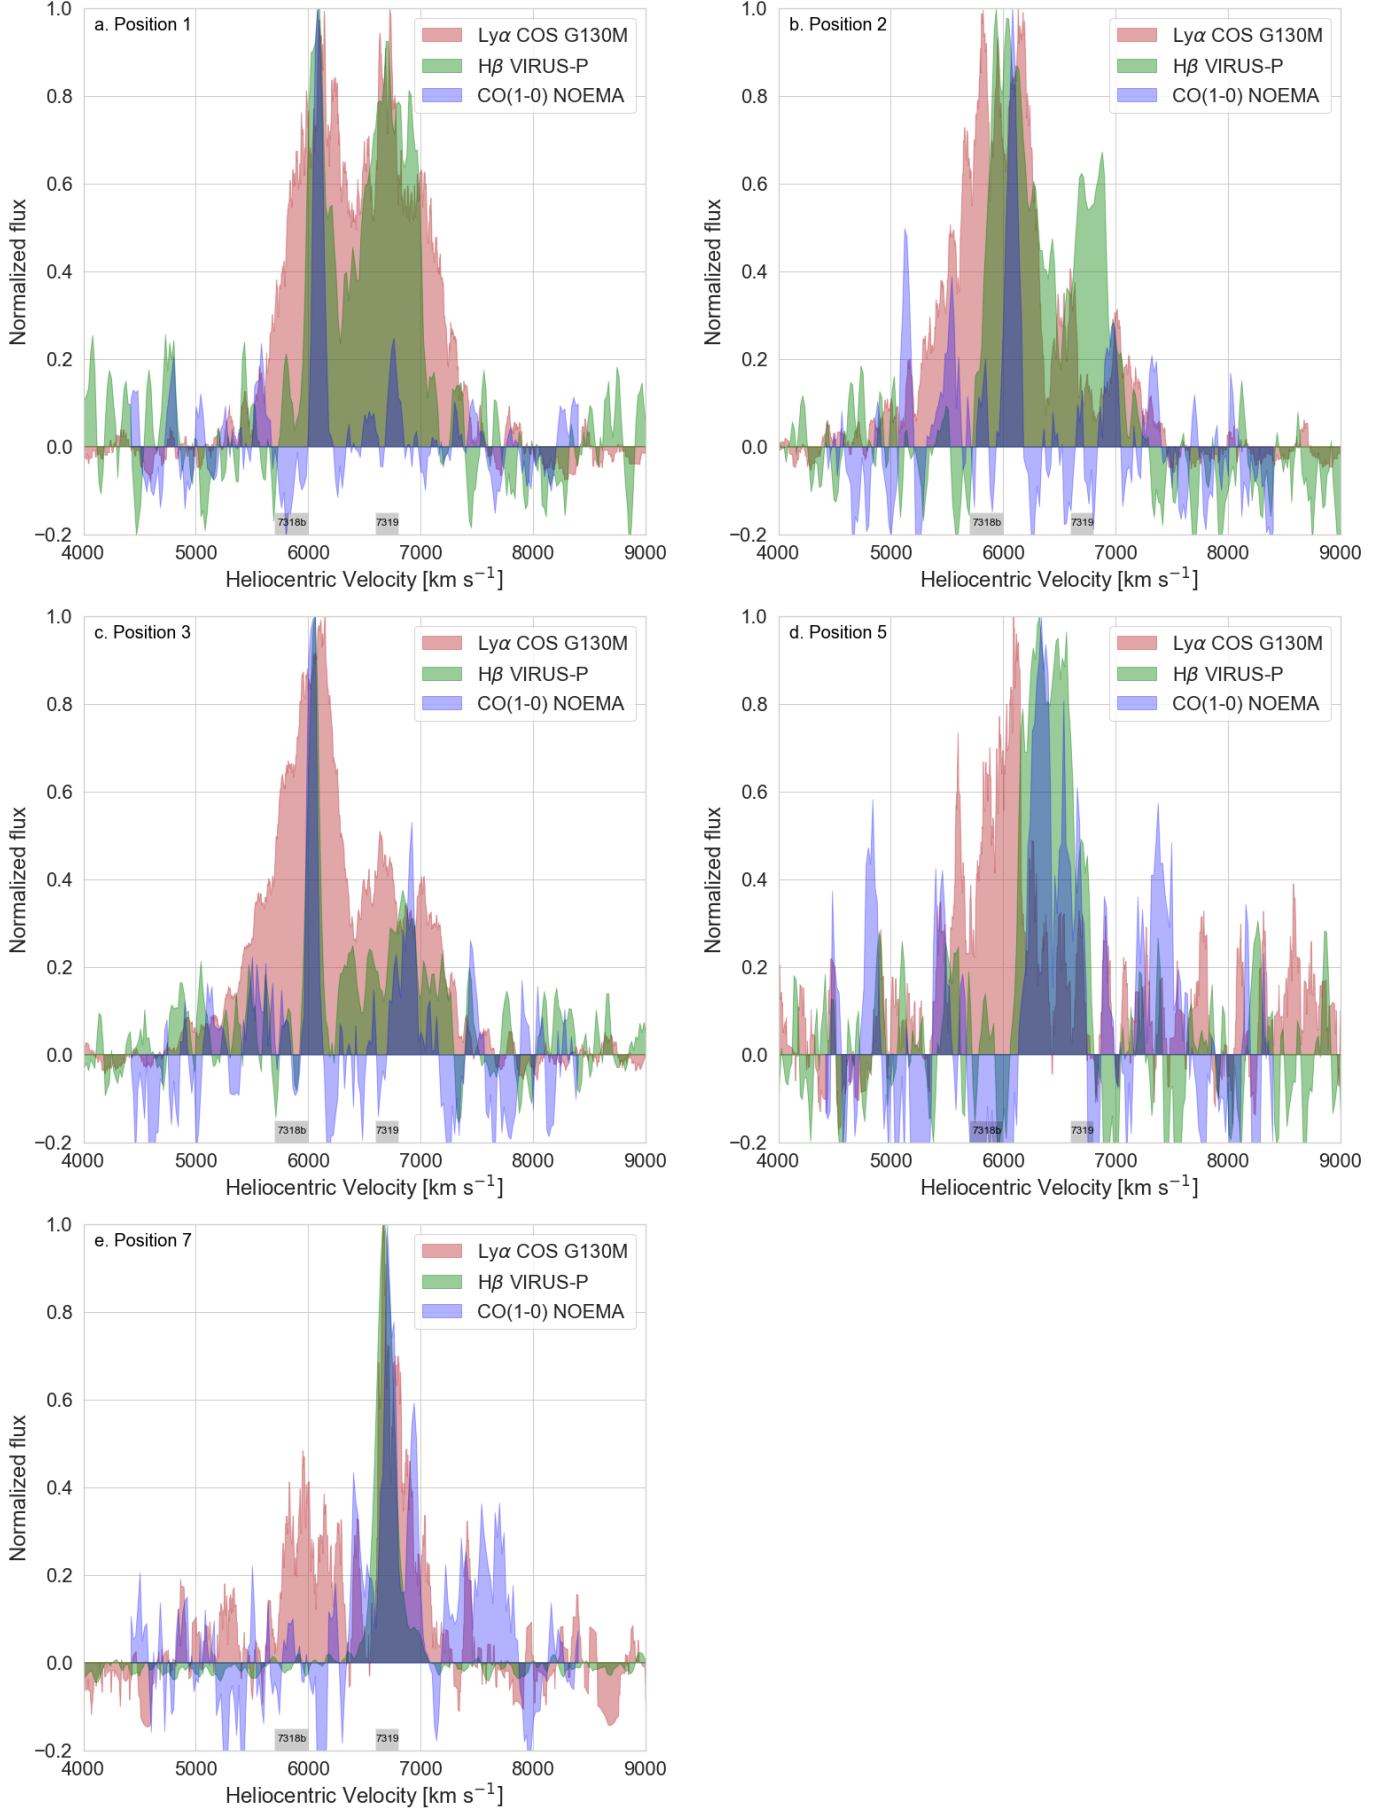 a. Position 1
Lyα COS G130M
Hβ VIRUS-P
CO(1-0) NOEMA
Normalized flux
1.0
0.8
0.6
0.4
0.2
0.0
−0.2
7318b
7319
4000 5000 6000 7000 8000 9000
Heliocentric Velocity [km s⁻¹]
b. Position 2
Lyα COS G130M
Hβ VIRUS-P
CO(1-0) NOEMA
Normalized flux
1.0
0.8
0.6
0.4
0.2
0.0
−0.2
7318b
7319
4000 5000 6000 7000 8000 9000
Heliocentric Velocity [km s⁻¹]
c. Position 3
Lyα COS G130M
Hβ VIRUS-P
CO(1-0) NOEMA
Normalized flux
1.0
0.8
0.6
0.4
0.2
0.0
−0.2
7318b
7319
4000 5000 6000 7000 8000 9000
Heliocentric Velocity [km s⁻¹]
d. Position 5
Lyα COS G130M
Hβ VIRUS-P
CO(1-0) NOEMA
Normalized flux
1.0
0.8
0.6
0.4
0.2
0.0
−0.2
7318b
7319
4000 5000 6000 7000 8000 9000
Heliocentric Velocity [km s⁻¹]
e. Position 7
Lyα COS G130M
Hβ VIRUS-P
CO(1-0) NOEMA
Normalized flux
1.0
0.8
0.6
0.4
0.2
0.0
−0.2
7318b
7319
4000 5000 6000 7000 8000 9000
Heliocentric Velocity [km s⁻¹]